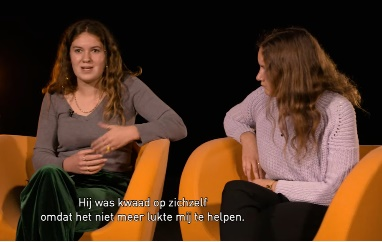 Hij was kwaad op zichzelf
omdat het niet meer lukte mij te helpen.